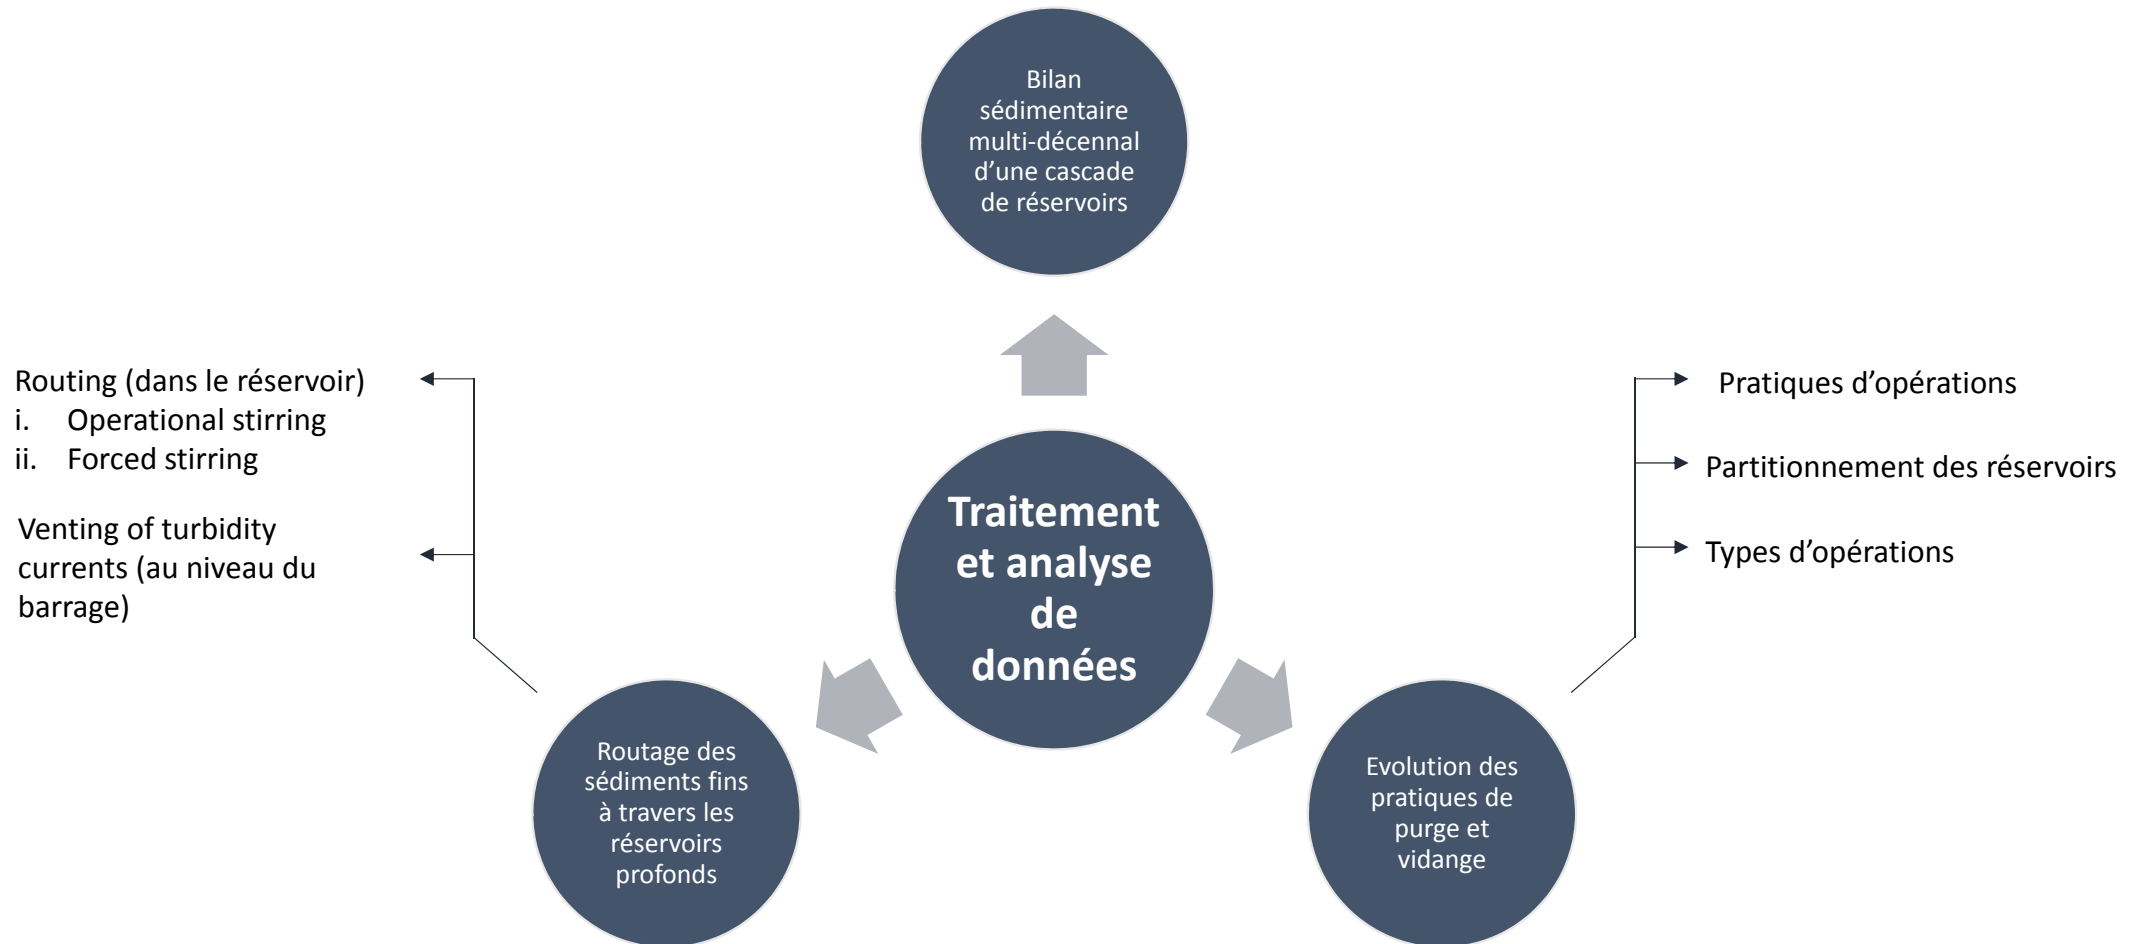 Bilan
sédimentaire
multi-décennal
d’une cascade
de réservoirs
Routing (dans le réservoir)
i. Operational stirring
ii. Forced stirring
Venting of turbidity
currents (au niveau du
barrage)
Traitement
et analyse
de
données
Pratiques d’opérations
Partitionnement des réservoirs
Types d’opérations
Routage des
sédiments fins
à travers les
réservoirs
profonds
Evolution des
pratiques de
purge et
vidange